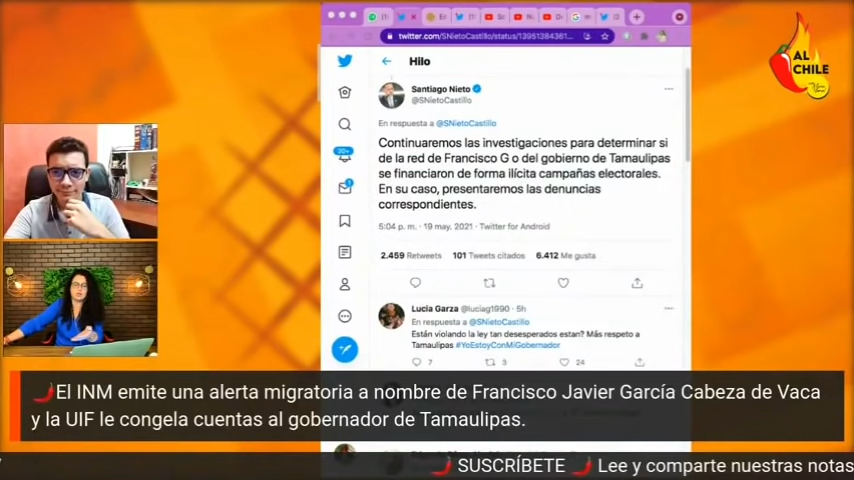 twitter.com/SNietoCastillo/status/13951384361...
Hilo
AL
CHILE
Santiago Nieto
@SNietoCastillo
En respuesta a @SNietoCastillo
Continuaremos las investigaciones para determinar si
de la red de Francisco G o del gobierno de Tamaulipas
se financiaron de forma ilícita campañas electorales.
En su caso, presentaremos las denuncias
correspondientes.
5:04 p. m. · 19 may. 2021 · Twitter for Android
2.459 Retweets 101 Tweets citados 6.412 Me gusta
Lucia Garza @luciag1990 · 5h
En respuesta a @SNietoCastillo
Están violando la ley tan desesperados estan? Más respeto a
Tamaulipas #YoEstoyConMiGobernador
7 3 24
El INM emite una alerta migratoria a nombre de Francisco Javier García Cabeza de Vaca
y la UIF le congela cuentas al gobernador de Tamaulipas.
SUSCRÍBETE Lee y comparte nuestras notas